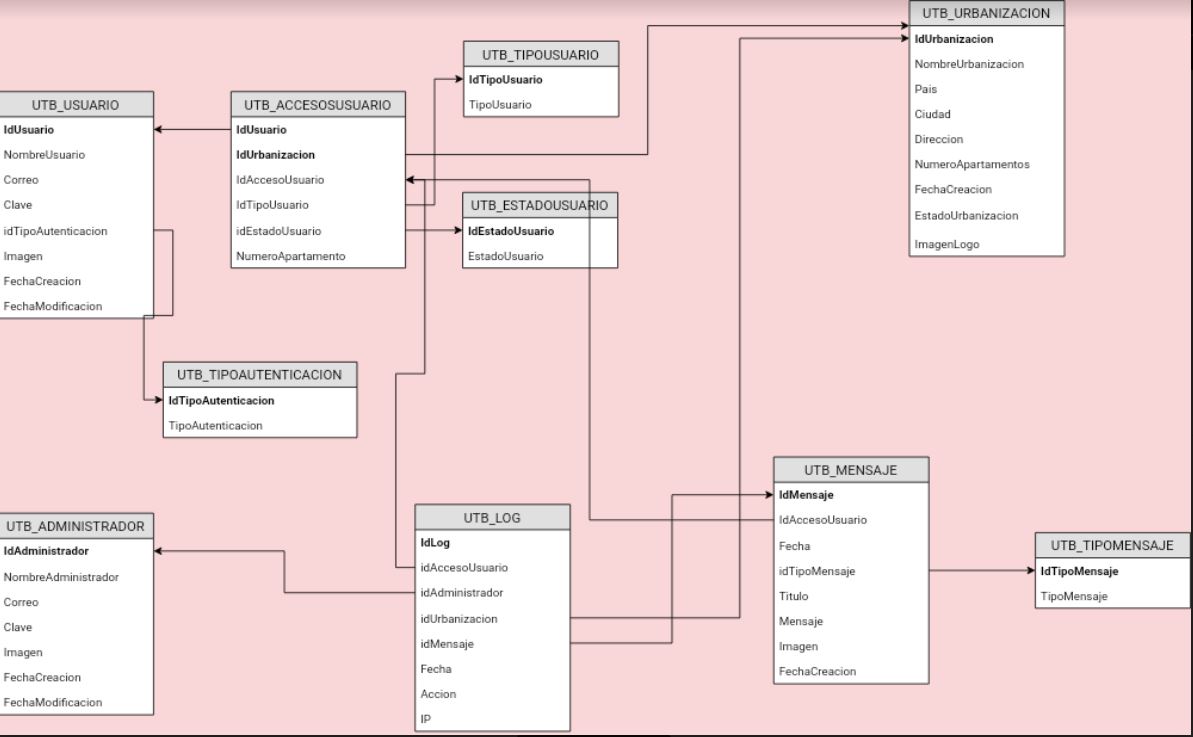 UTB_URBANIZACION
IdUrbanizacion
NombreUrbanizacion
Pais
Ciudad
Direccion
NumeroApartamentos
FechaCreacion
EstadoUrbanizacion
ImagenLogo
UTB_TIPOUSUARIO
IdTipoUsuario
TipoUsuario
UTB_USUARIO
IdUsuario
NombreUsuario
Correo
Clave
idTipoAutenticacion
Imagen
FechaCreacion
FechaModificacion
UTB_ACCESOSUSUARIO
IdUsuario
IdUrbanizacion
IdAccesoUsuario
IdTipoUsuario
idEstadoUsuario
NumeroApartamento
UTB_ESTADOUSUARIO
IdEstadoUsuario
EstadoUsuario
UTB_TIPOAUTENTICACION
IdTipoAutenticacion
TipoAutenticacion
UTB_ADMINISTRADOR
IdAdministrador
NombreAdministrador
Correo
Clave
Imagen
FechaCreacion
FechaModificacion
UTB_LOG
IdLog
idAccesoUsuario
idAdministrador
idUrbanizacion
idMensaje
Fecha
Accion
IP
UTB_MENSAJE
IdMensaje
IdAccesoUsuario
Fecha
idTipoMensaje
Titulo
Mensaje
Imagen
FechaCreacion
UTB_TIPOMENSAJE
IdTipoMensaje
TipoMensaje